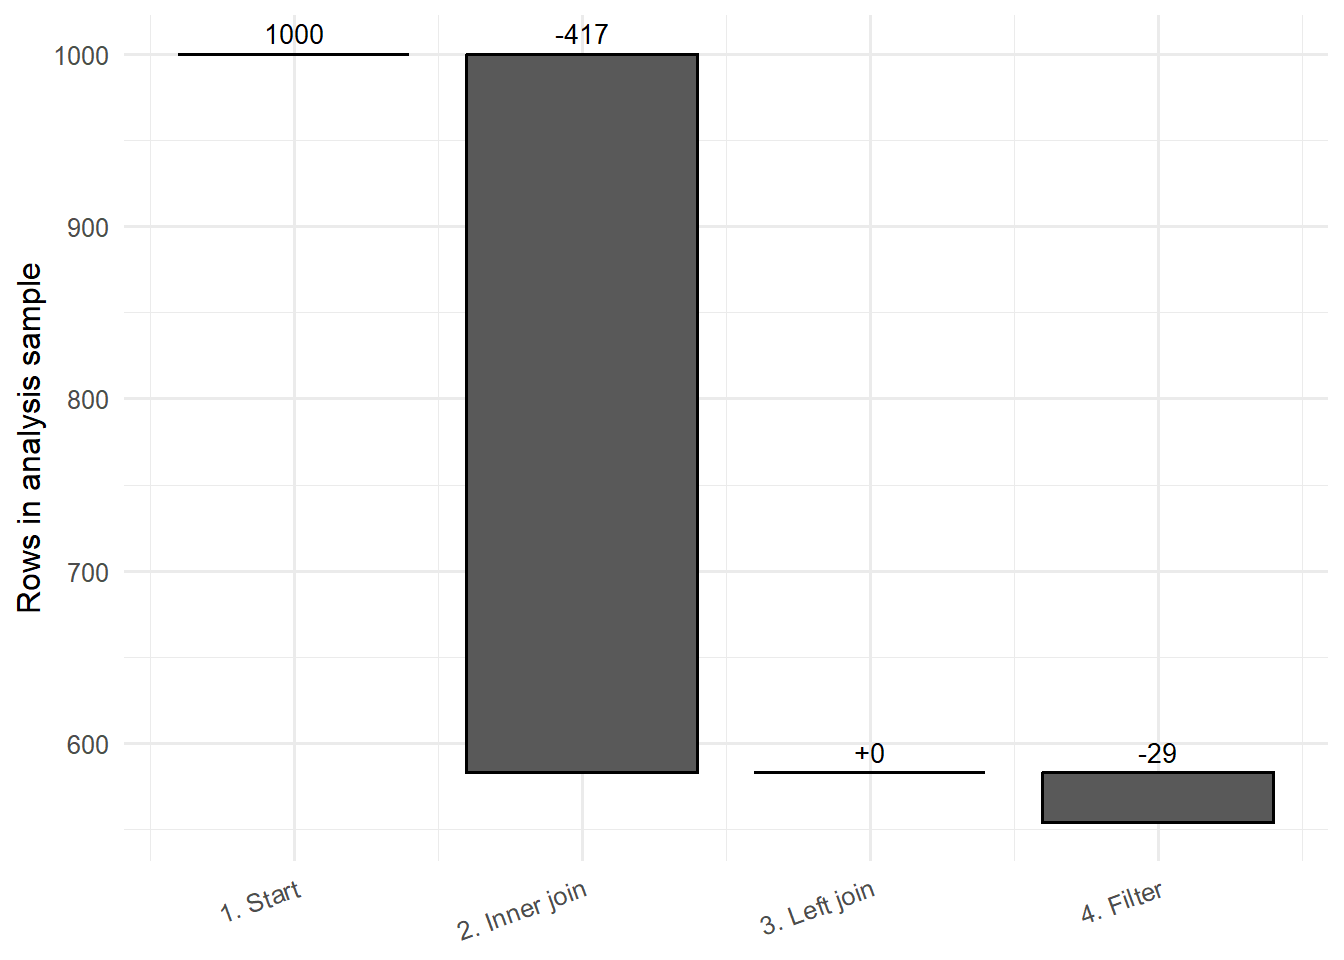 1000
-417
1000
900
800
700
600
+0
-29
Rows in analysis sample
1. Start
2. Inner join
3. Left join
4. Filter